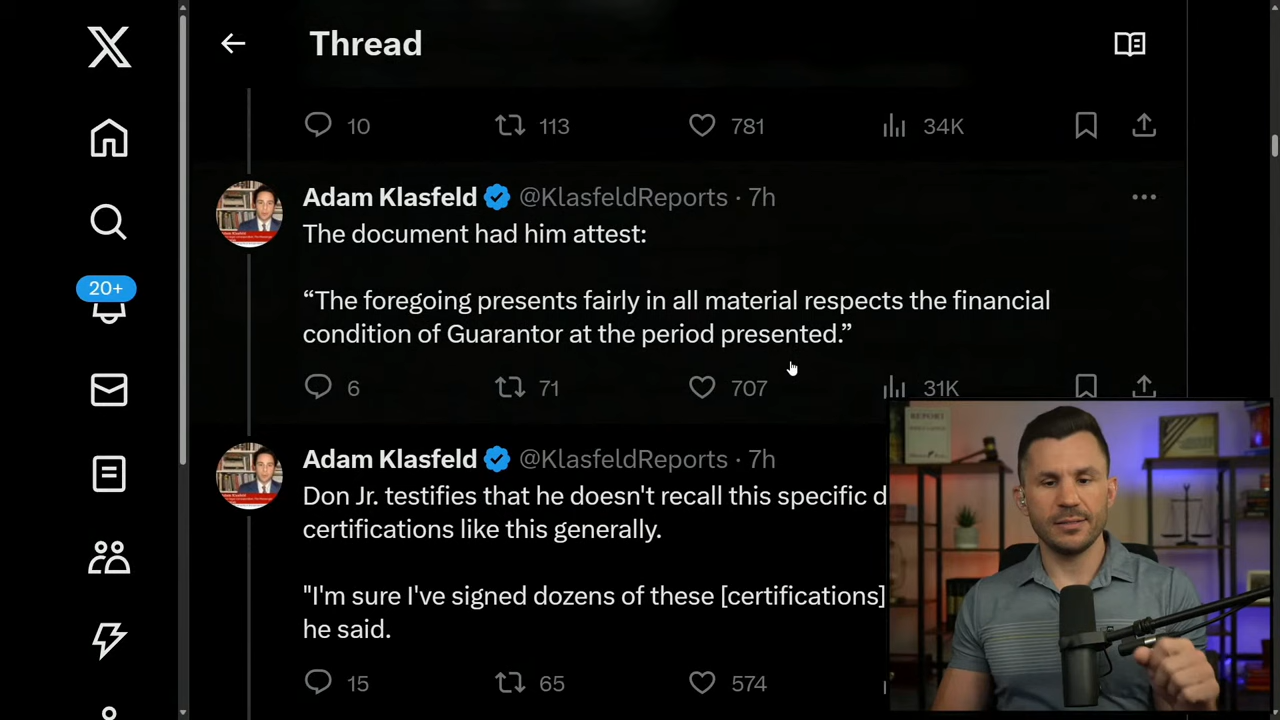 Thread
10 113 781 34K
Adam Klasfeld @KlasfeldReports · 7h
The document had him attest:
“The foregoing presents fairly in all material respects the financial
condition of Guarantor at the period presented.”
6 71 707 31K
20+
Adam Klasfeld @KlasfeldReports · 7h
Don Jr. testifies that he doesn't recall this specific d
certifications like this generally.
"I'm sure I've signed dozens of these [certifications]
he said.
15 65 574
REPORT